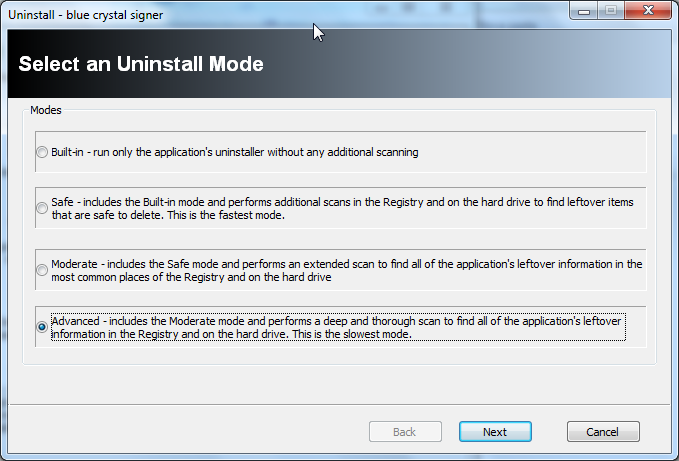 Uninstall - blue crystal signer
Select an Uninstall Mode
Modes
Built-in - run only the application's uninstaller without any additional scanning
Safe - includes the Built-in mode and performs additional scans in the Registry and on the hard drive to find leftover items
that are safe to delete. This is the fastest mode.
Moderate - includes the Safe mode and performs an extended scan to find all of the application's leftover information in the
most common places of the Registry and on the hard drive
Advanced - includes the Moderate mode and performs a deep and thorough scan to find all of the application's leftover
information in the Registry and on the hard drive. This is the slowest mode.
Back
Next
Cancel